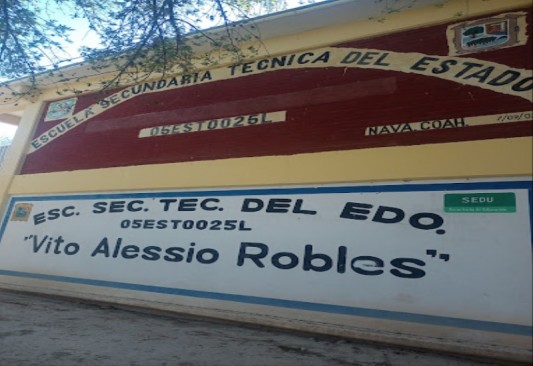 ESCUELA SECUNDARIA TECNICA DEL ESTADO
05EST0025L
NAVA, COAH.
ESC. SEC. TEC. DEL EDO.
05EST0025L
"Vito Alessio Robles"
SEDU